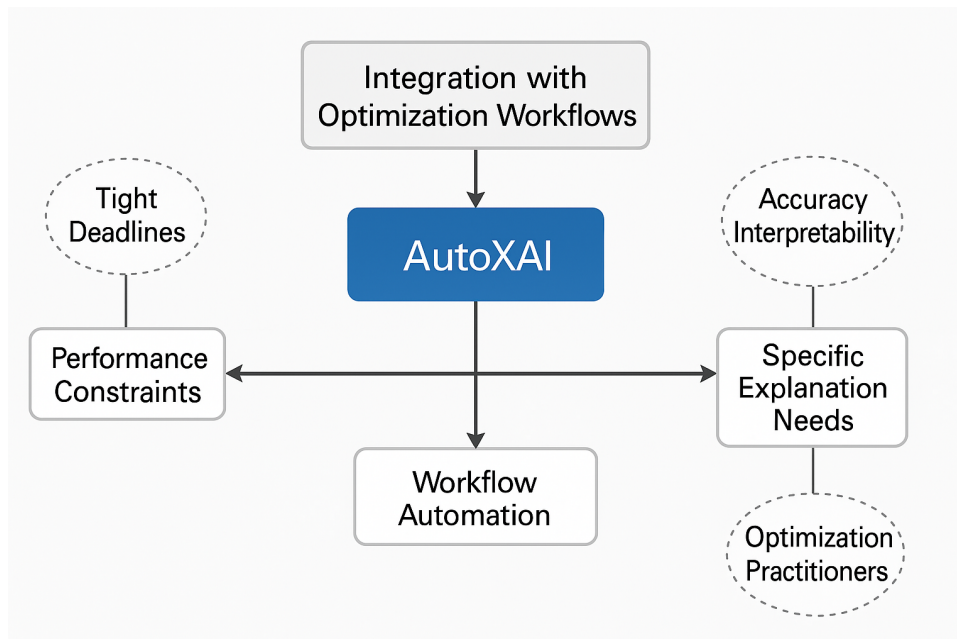 Integration with
Optimization Workflows
Tight
Deadlines
AutoXAI
Accuracy
Interpretability
Performance
Constraints
Specific
Explanation
Needs
Workflow
Automation
Optimization
Practitioners